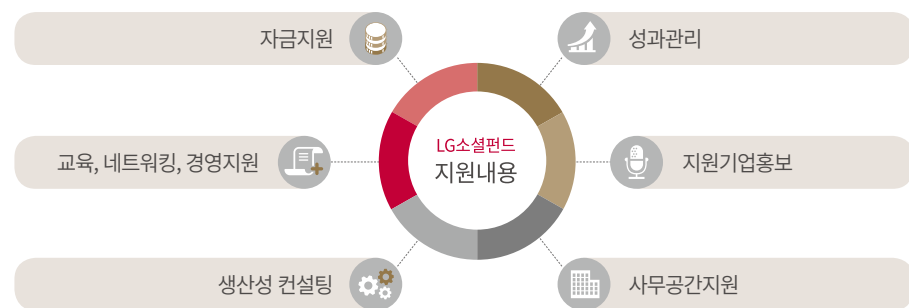 자금지원
성과관리
교육, 네트워킹, 경영지원
LG소셜펀드
지원내용
지원기업홍보
생산성 컨설팅
사무공간지원